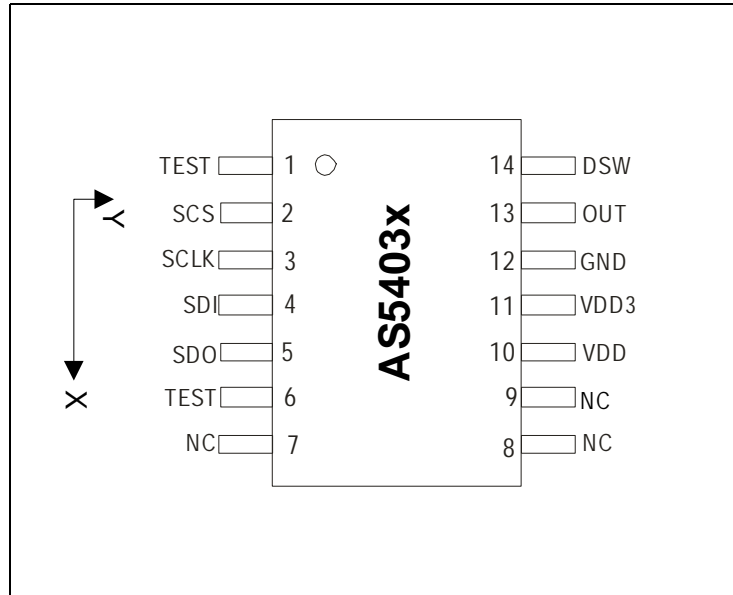 TEST 1 14 DSW
SCS 2 13 OUT
SCLK 3 12 GND
SDI 4 11 VDD3
SDO 5 10 VDD
TEST 6 9 NC
NC 7 8 NC
AS5403x
Y
X